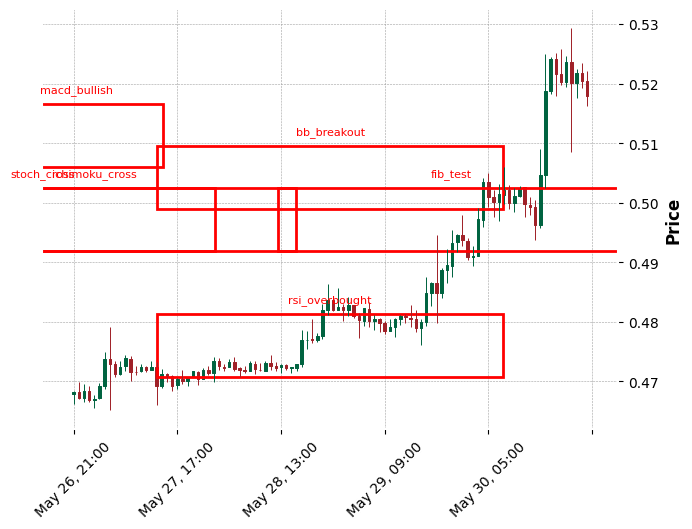 0.53
macd_bullish
0.52
bb_breakout
0.51
stoch_cross
ichimoku_cross
fib_test
0.50
Price
0.49
rsi_overbought
0.48
0.47
May 26, 21:00
May 27, 17:00
May 28, 13:00
May 29, 09:00
May 30, 05:00